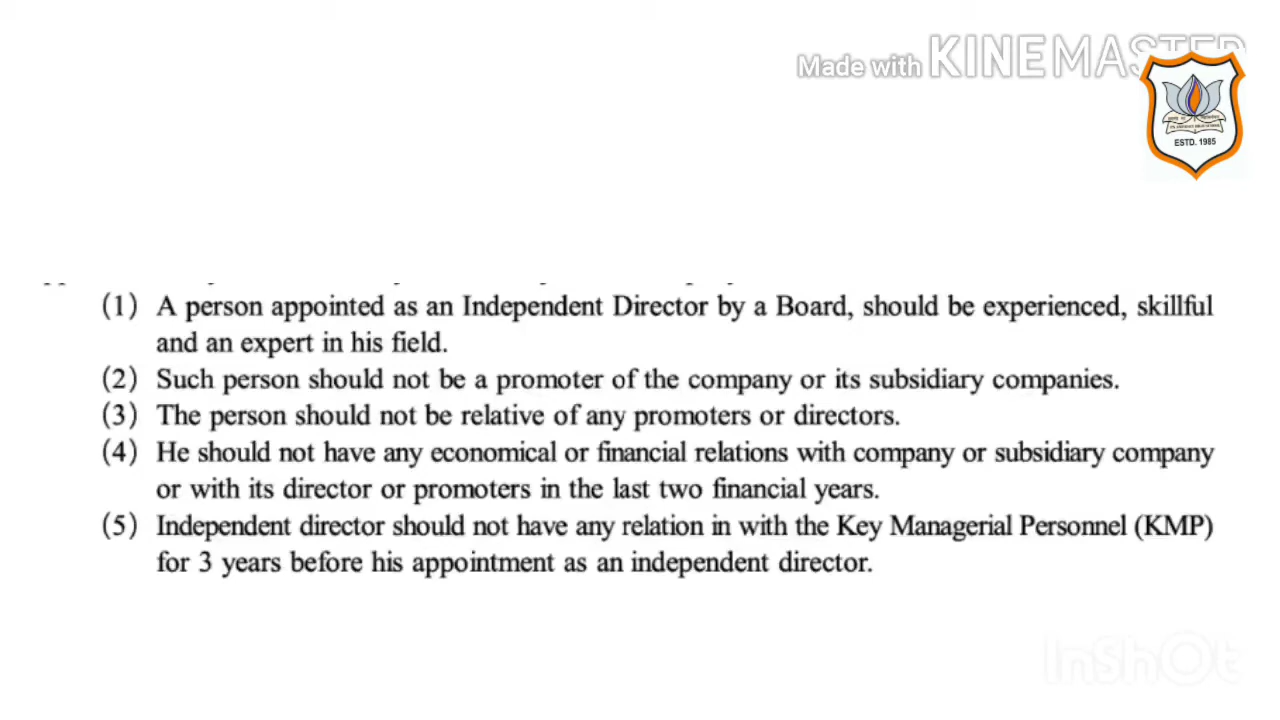 Made with KINEMASTER
ESTD. 1985
(1) A person appointed as an Independent Director by a Board, should be experienced, skillful
and an expert in his field.
(2) Such person should not be a promoter of the company or its subsidiary companies.
(3) The person should not be relative of any promoters or directors.
(4) He should not have any economical or financial relations with company or subsidiary company
or with its director or promoters in the last two financial years.
(5) Independent director should not have any relation in with the Key Managerial Personnel (KMP)
for 3 years before his appointment as an independent director.
InShOt